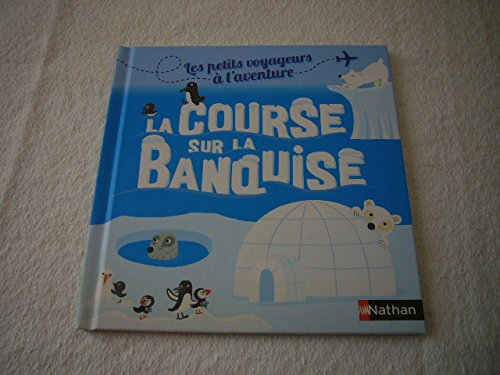 Les petits voyageurs
à l'aventure
LA COURSE
SUR LA
BANQUISE
Nathan